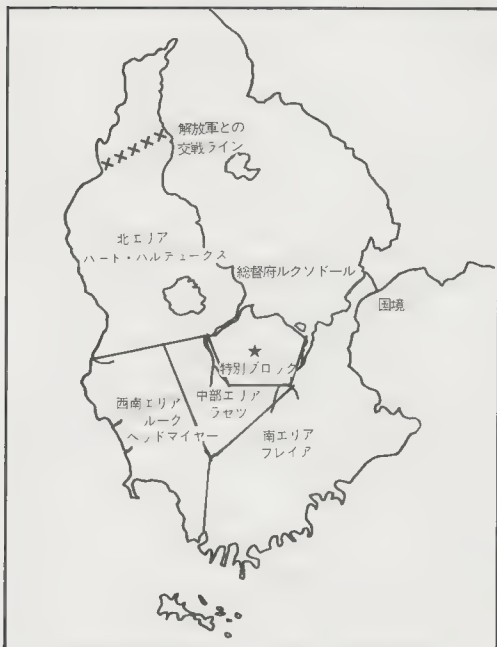 解放軍との
交戦ライン
北エリア
ハート・ハルテュークス
総督府ルクソドール
国境
特別ブロック
西南エリア
ルーク
ヘッドマイヤー
中部エリア
ラセツ
南エリア
フレイア